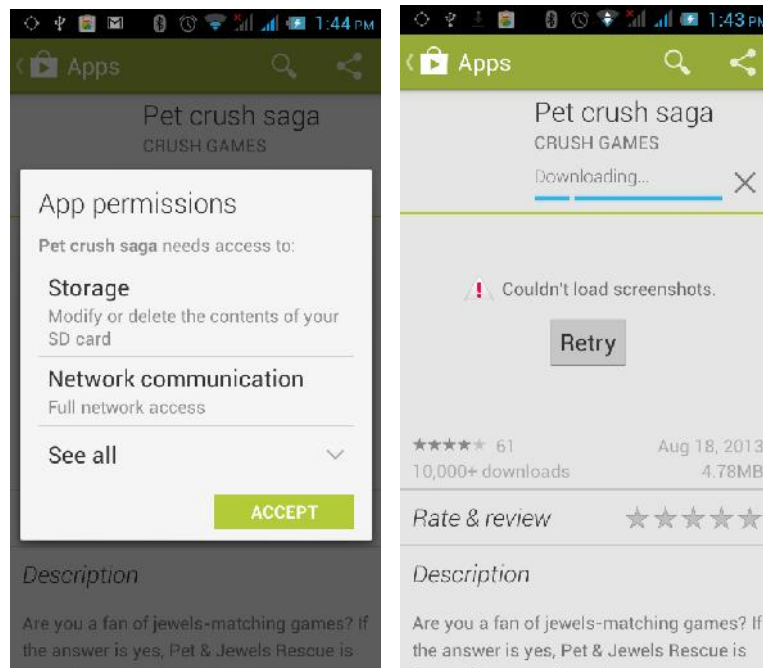 1:44 PM
Apps
Pet crush saga
CRUSH GAMES
App permissions
Pet crush saga needs access to:
Storage
Modify or delete the contents of your
SD card
Network communication
Full network access
See all
ACCEPT
Description
Are you a fan of jewels-matching games? If
the answer is yes, Pet & Jewels Rescue is
1:43 PM
Apps
Pet crush saga
CRUSH GAMES
Downloading...
Couldn't load screenshots.
Retry
61
Aug 18, 2013
10,000+ downloads
4.78MB
Rate & review
Description
Are you a fan of jewels-matching games? If
the answer is yes, Pet & Jewels Rescue is